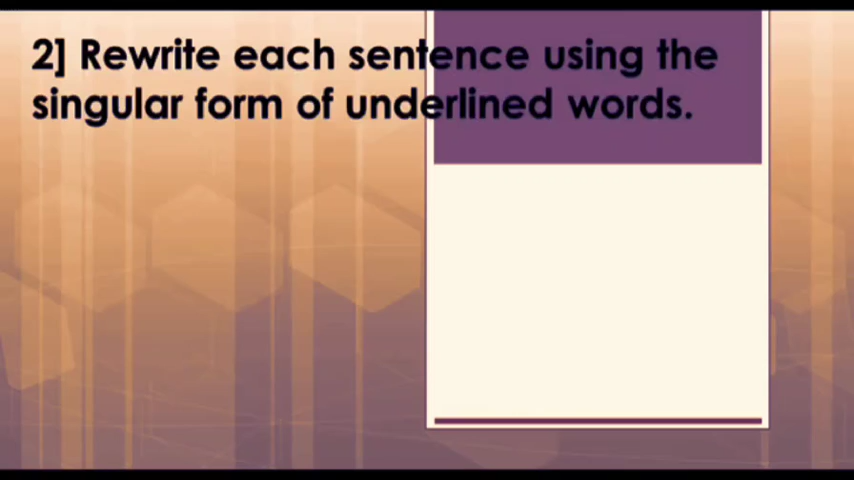 2] Rewrite each sentence using the
singular form of underlined words.